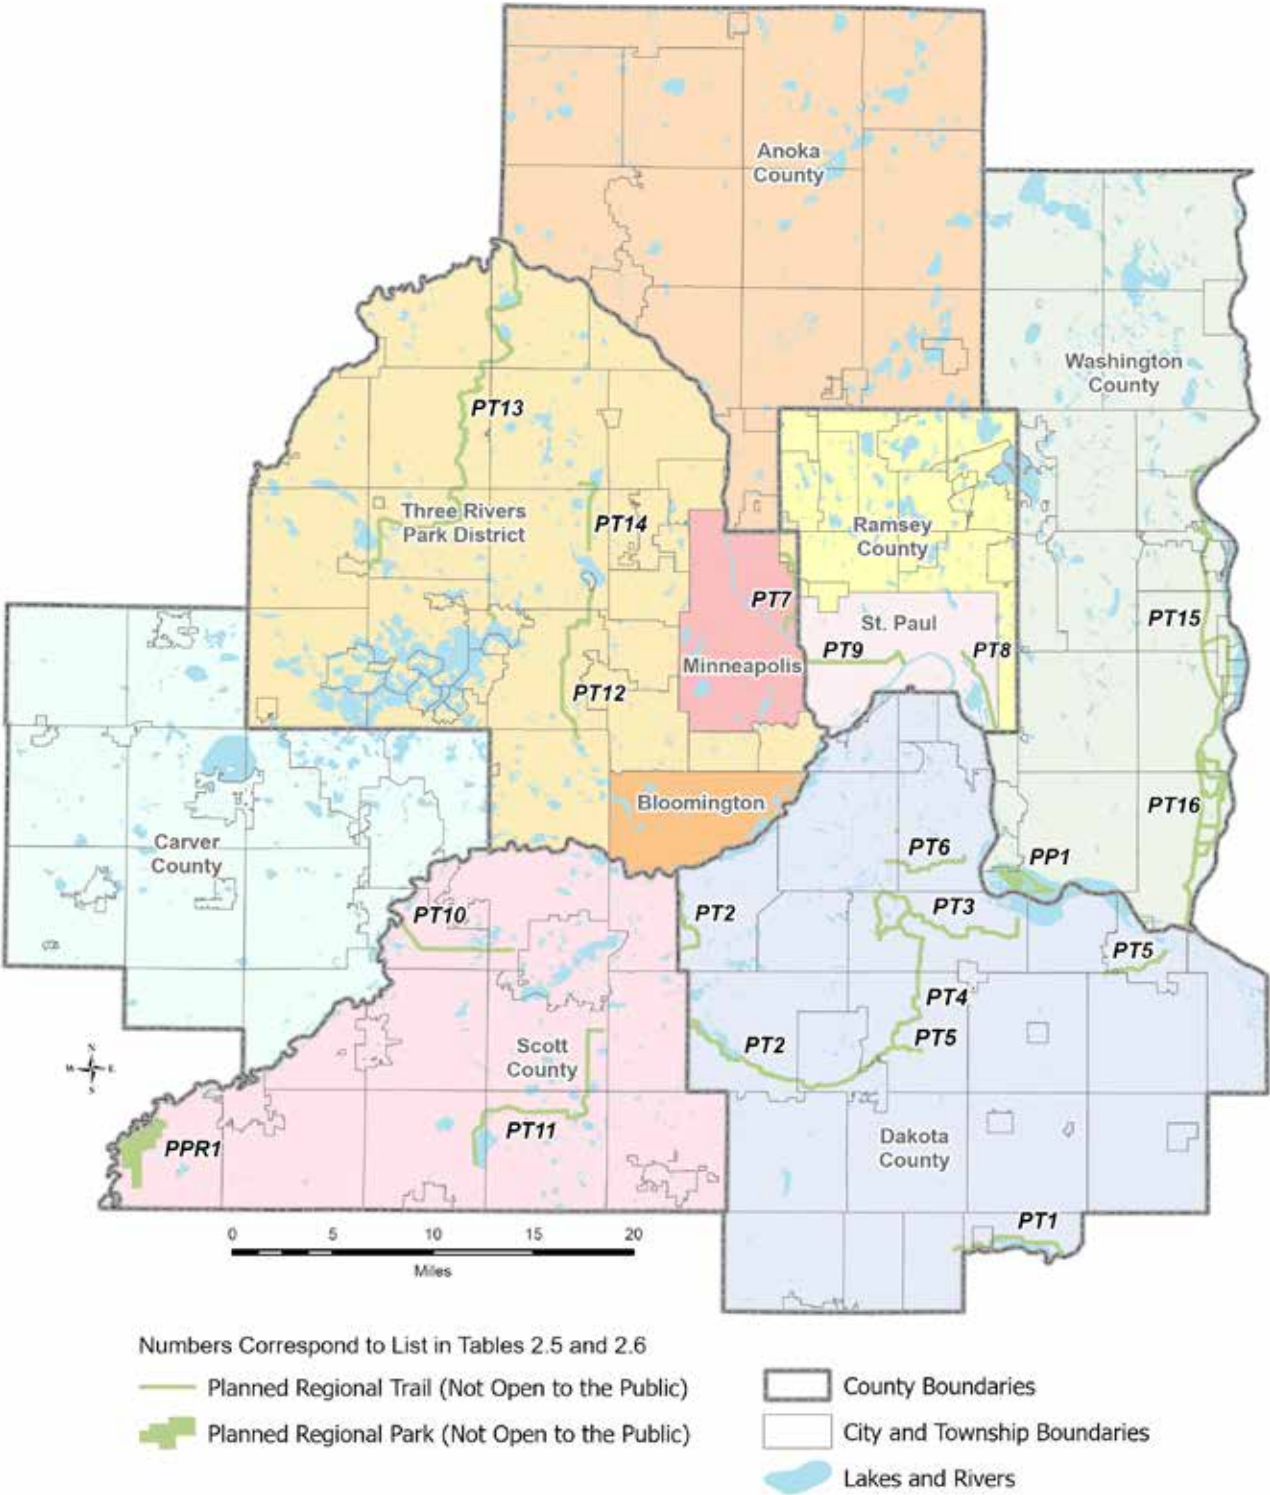 Anoka
County
Washington
County
PT13
Three Rivers
Park District
PT14
Ramsey
County
PT7
St. Paul
PT15
PT9
PT8
Minneapolis
PT12
Bloomington
PT16
Carver
County
PT6
PP1
PT10
PT2
PT3
PT5
PT4
PT5
Scott
County
PT2
N
W
E
S
PT11
PPR1
Dakota
County
PT1
0 5 10 15 20
Miles
Numbers Correspond to List in Tables 2.5 and 2.6
Planned Regional Trail (Not Open to the Public)
Planned Regional Park (Not Open to the Public)
County Boundaries
City and Township Boundaries
Lakes and Rivers